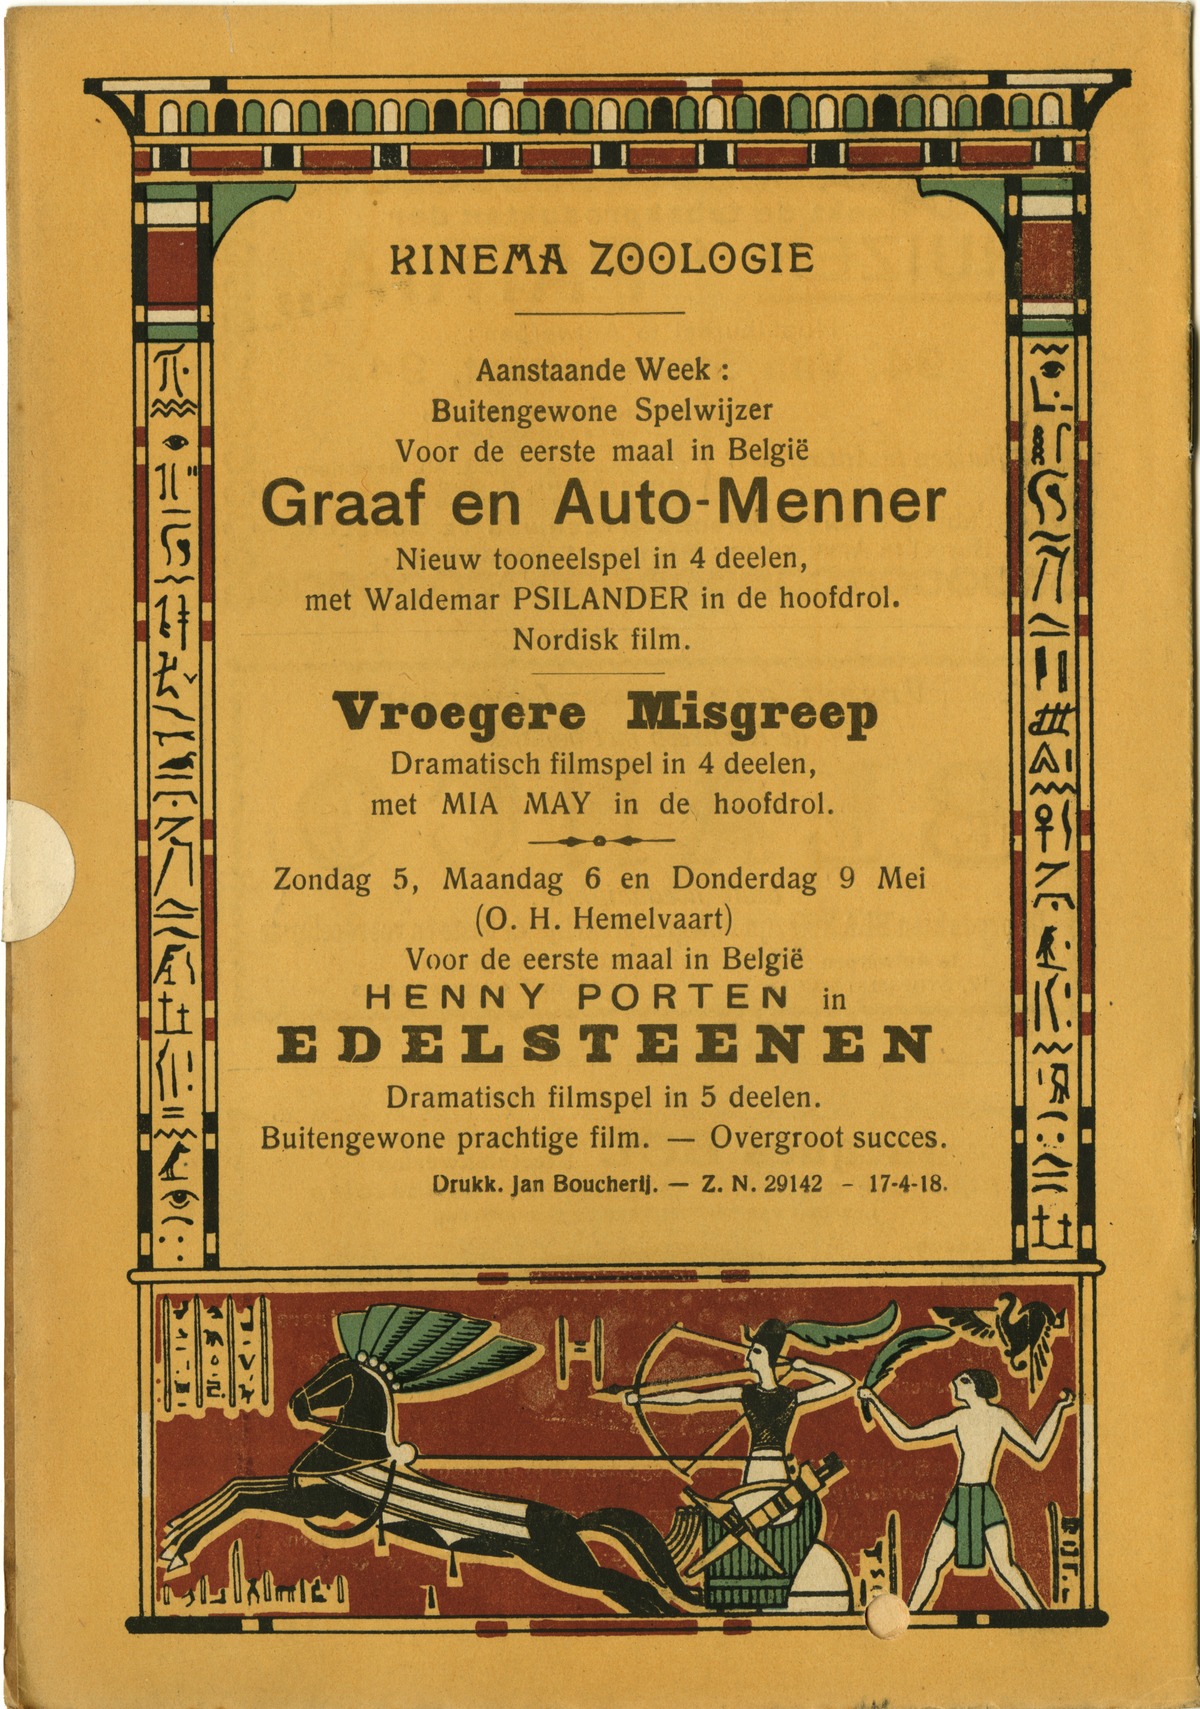 KINEMA ZOOLOGIE
Aanstaande Week :
Buitengewone Spelwijzer
Voor de eerste maal in België
Graaf en Auto-Menner
Nieuw tooneelspel in 4 deelen,
met Waldemar PSILANDER in de hoofdrol.
Nordisk film.
Vroegere Misgreep
Dramatisch filmspel in 4 deelen,
met MIA MAY in de hoofdrol.
Zondag 5, Maandag 6 en Donderdag 9 Mei
(O. H. Hemelvaart)
Voor de eerste maal in België
HENNY PORTEN in
EDELSTEENEN
Dramatisch filmspel in 5 deelen.
Buitengewone prachtige film. — Overgroot succes.
Drukk. Jan Boucherij. — Z. N. 29142 - 17-4-18.